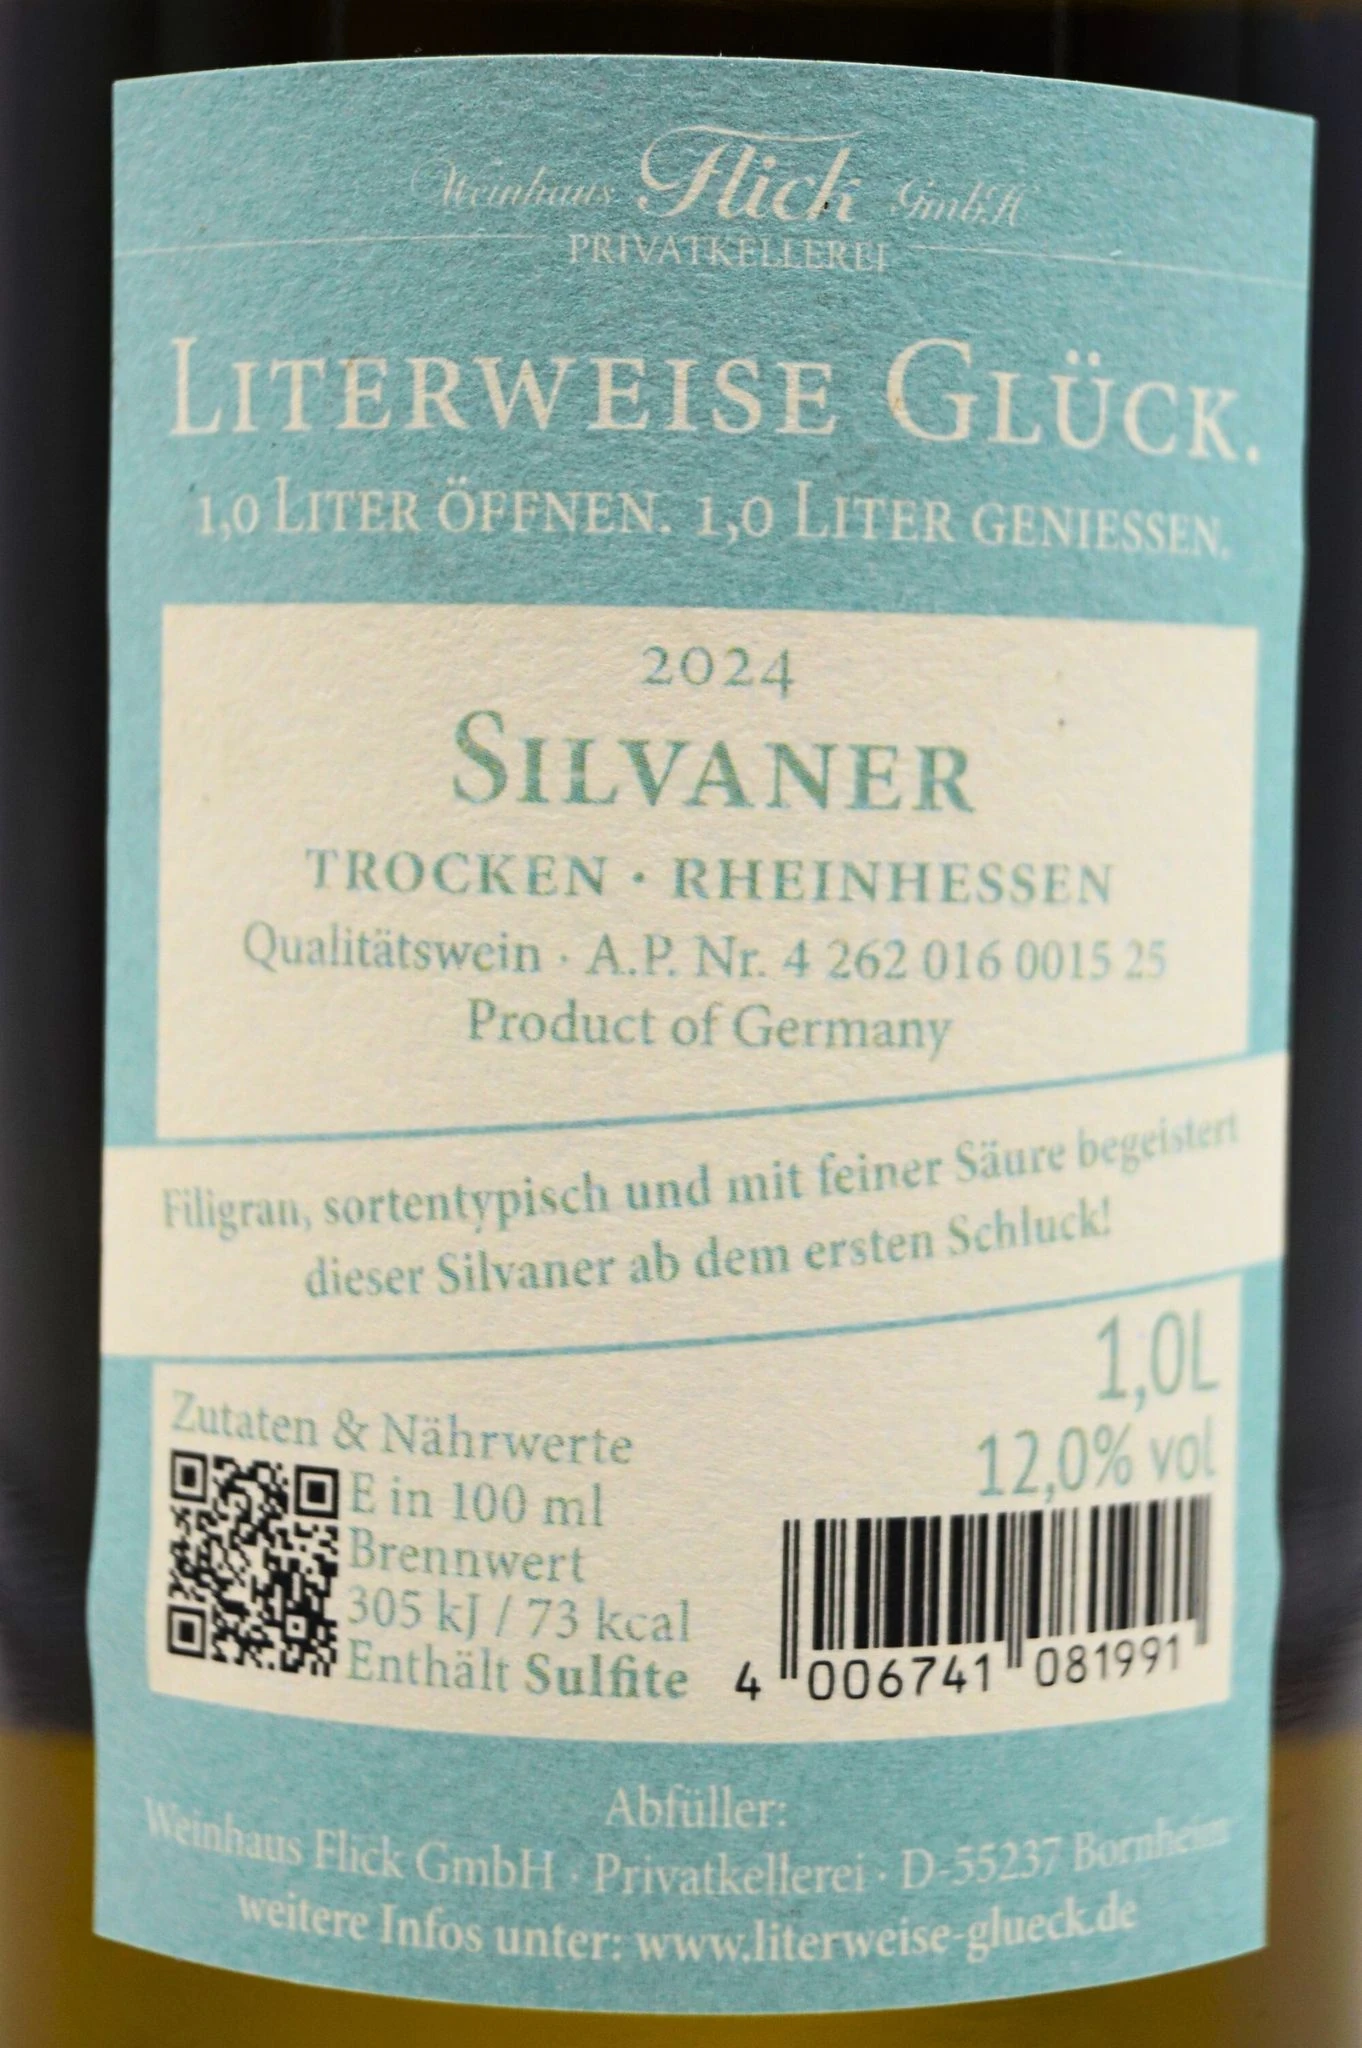 Weinhaus Flick GmbH
PRIVATKELLEREI
LITERWEISE GLÜCK.
1,0 LITER ÖFFNEN. 1,0 LITER GENIESSEN.
2024
SILVANER
TROCKEN · RHEINHESSEN
Qualitätswein · A.P. Nr. 4 262 016 0015 25
Product of Germany
Filigran, sortentypisch und mit feiner Säure begeistert
dieser Silvaner ab dem ersten Schluck!
1,0L
12,0% vol
Zutaten & Nährwerte
E in 100 ml
Brennwert
305 kJ / 73 kcal
Enthält Sulfite
4 006741 081991
Abfüller:
Weinhaus Flick GmbH · Privatkellerei · D-55237 Bornheim
weitere Infos unter: www.literweise-glueck.de